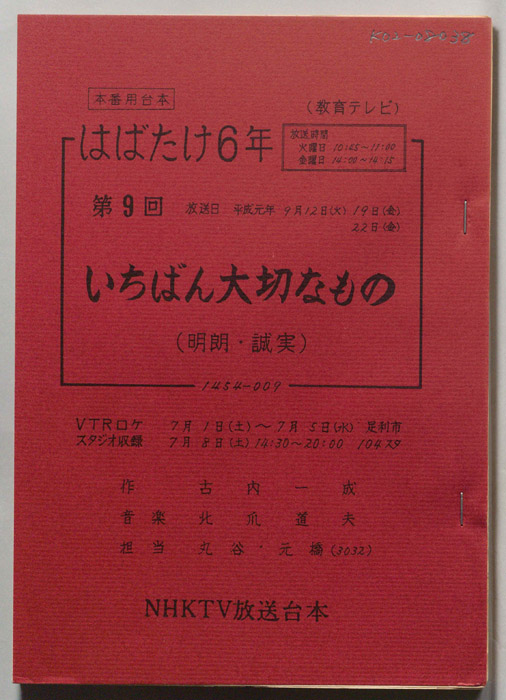 KC2-08038
本番用台本
(教育テレビ)
はばたけ6年
放送時間
火曜日 10:45~11:00
金曜日 14:00~14:15
第9回 放送日 平成元年 9月12日(火) 19日(金)
22日(金)
いちばん大切なもの
(明朗・誠実)
1454-009
VTRロケ 7月1日(土)~7月5日(水) 足利市
スタジオ収録 7月8日(土) 14:30~20:00 104スタ
作 古内一成
音楽 北爪道夫
担当 丸谷・元橋(3032)
NHKTV放送台本